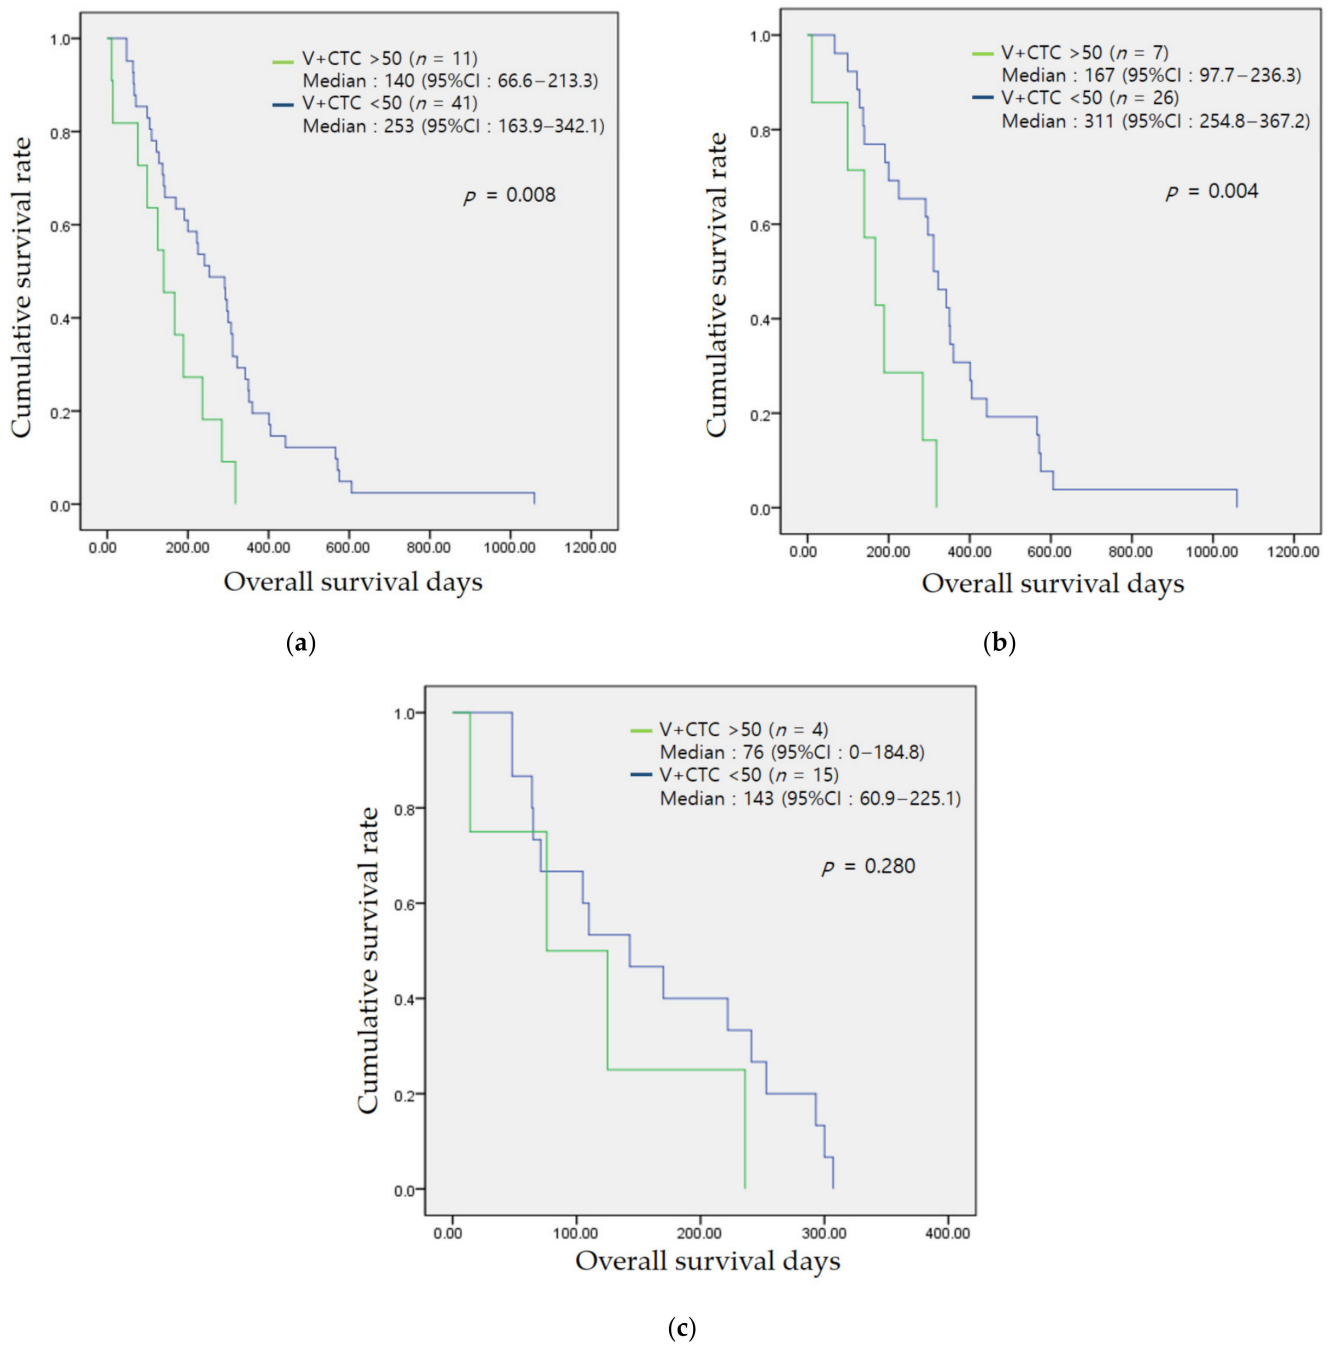 V+CTC >50 (n = 11)
Median : 140 (95%CI : 66.6–213.3)
V+CTC <50 (n = 41)
Median : 253 (95%CI : 163.9–342.1)
p = 0.008
Cumulative survival rate
1.0
0.8
0.6
0.4
0.2
0.0
0.00 200.00 400.00 600.00 800.00 1000.00 1200.00
Overall survival days
(a)
V+CTC >50 (n = 7)
Median : 167 (95%CI : 97.7–236.3)
V+CTC <50 (n = 26)
Median : 311 (95%CI : 254.8–367.2)
p = 0.004
Cumulative survival rate
1.0
0.8
0.6
0.4
0.2
0.0
0.00 200.00 400.00 600.00 800.00 1000.00 1200.00
Overall survival days
(b)
V+CTC >50 (n = 4)
Median : 76 (95%CI : 0–184.8)
V+CTC <50 (n = 15)
Median : 143 (95%CI : 60.9–225.1)
p = 0.280
Cumulative survival rate
1.0
0.8
0.6
0.4
0.2
0.0
0.00 100.00 200.00 300.00 400.00
Overall survival days
(c)